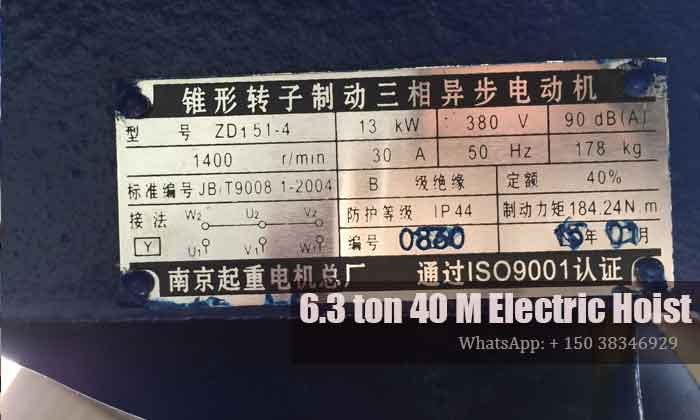 锥形转子制动三相异步电动机
型 号 ZD151-4 13 kW 380 V 90 dB(A)
1400 r/min 30 A 50 Hz 178 kg
标准编号 JB/T9008 1-2004 B 级绝缘 定额 40%
接法 W2 U2 V2 防护等级 IP44 制动力矩 184.24N.m
Y U1 V1 W1 编号 0830 年 01月
南京起重电机总厂 通过ISO9001认证
6.3 ton 40 M Electric Hoist
WhatsApp: + 150 38346929